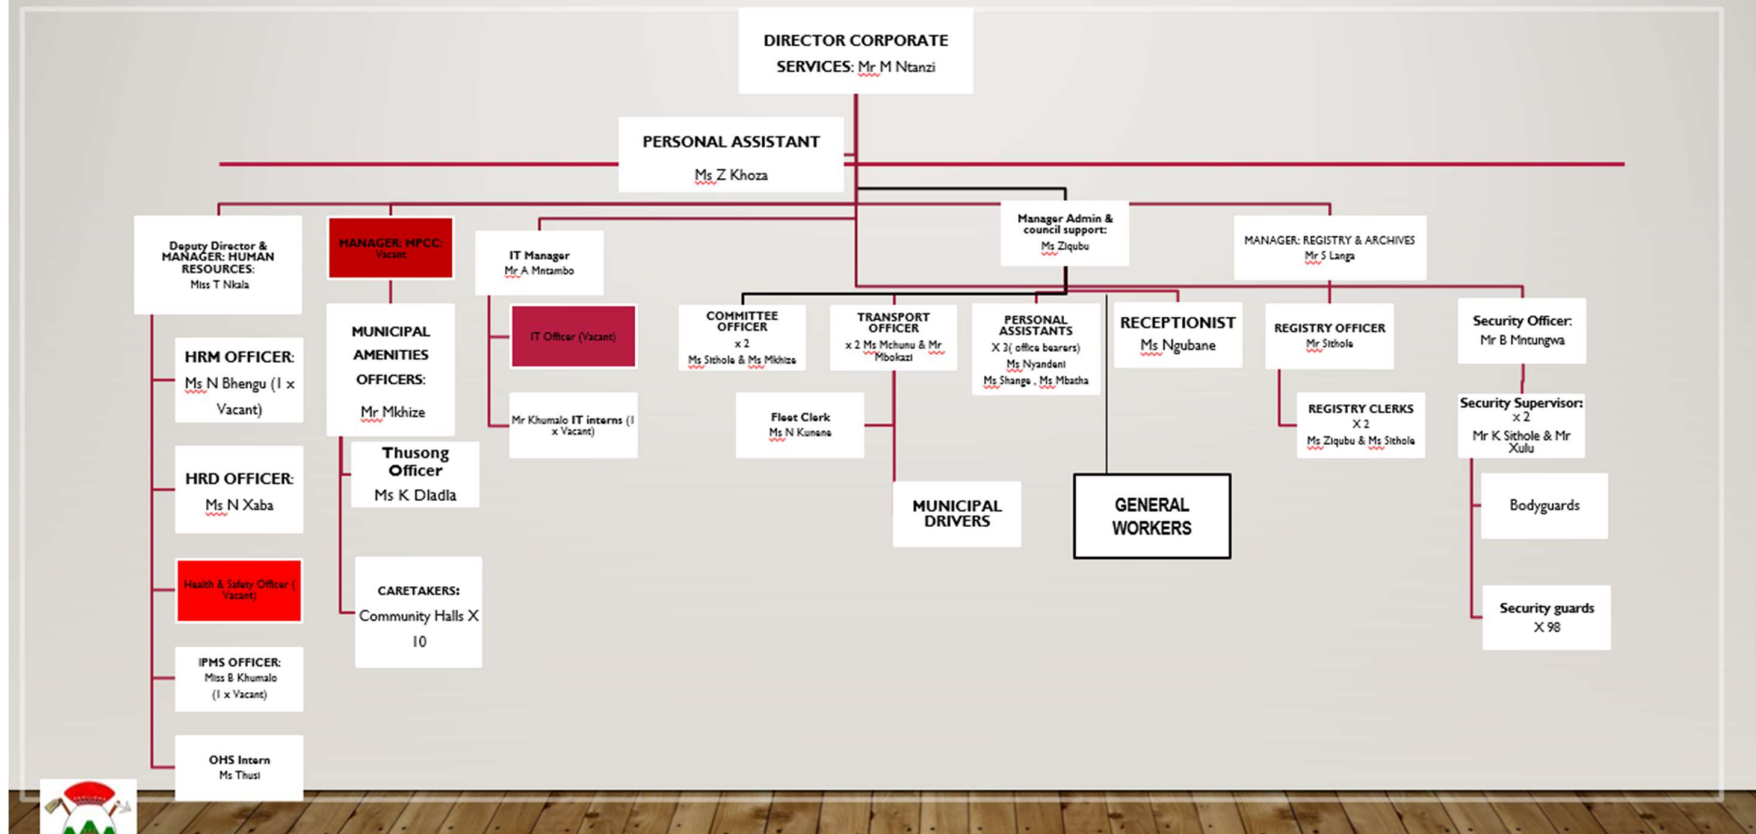 DIRECTOR CORPORATE
SERVICES: Mr M Ntanzi
PERSONAL ASSISTANT
Ms Z Khoza
Deputy Director &
MANAGER: HUMAN
RESOURCES:
Miss T Nkala
MANAGER: MPCC:
Vacant
IT Manager
Mr A Mntambo
Manager Admin &
council support:
Ms Ziqubu
MANAGER: REGISTRY & ARCHIVES
Mr S Langa
HRM OFFICER:
Ms N Bhengu (1 x
Vacant)
HRD OFFICER:
Ms N Xaba
Health & Safety Officer (
Vacant)
IPMS OFFICER:
Miss B Khumalo
(1 x Vacant)
OHS Intern
Ms Thusi
MUNICIPAL
AMENITIES
OFFICERS:
Mr Mkhize
Thusong
Officer
Ms K Dladla
CARETAKERS:
Community Halls X
10
IT Officer (Vacant)
Mr Khumalo IT interns (1
x Vacant)
COMMITTEE
OFFICER
x 2
Ms Sithole & Ms Mkhize
TRANSPORT
OFFICER
x 2 Ms Mchunu & Mr
Mbokazi
Fleet Clerk
Ms N Kunene
MUNICIPAL
DRIVERS
PERSONAL
ASSISTANTS
X 3( office bearers)
Ms Nyandeni
Ms Shange , Ms Mbatha
RECEPTIONIST
Ms Ngubane
GENERAL
WORKERS
REGISTRY OFFICER
Mr Sithole
REGISTRY CLERKS
X 2
Ms Ziqubu & Ms Sithole
Security Officer:
Mr B Mntungwa
Security Supervisor:
x 2
Mr K Sithole & Mr
Xulu
Bodyguards
Security guards
X 98